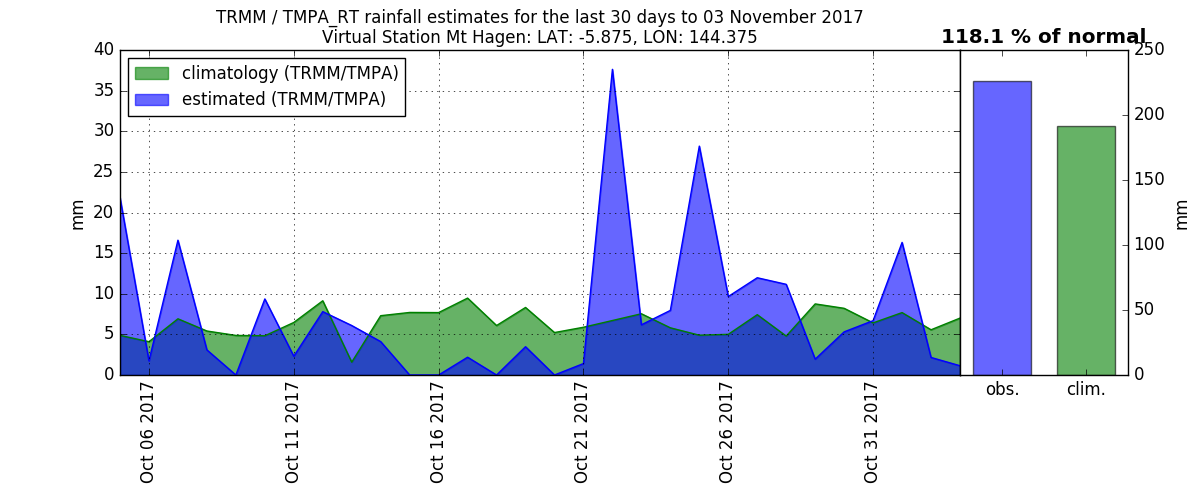 TRMM / TMPA_RT rainfall estimates for the last 30 days to 03 November 2017
Virtual Station Mt Hagen: LAT: -5.875, LON: 144.375
118.1 % of normal
climatology (TRMM/TMPA)
estimated (TRMM/TMPA)
40
35
30
25
20
15
10
5
0
mm
250
200
150
100
50
0
mm
obs.
clim.
Oct 06 2017
Oct 11 2017
Oct 16 2017
Oct 21 2017
Oct 26 2017
Oct 31 2017